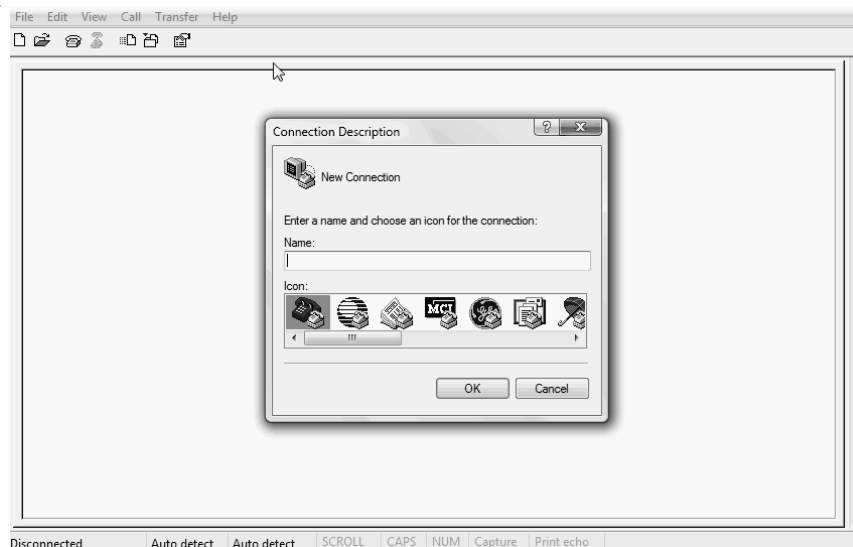 File Edit View Call Transfer Help
Connection Description
New Connection
Enter a name and choose an icon for the connection:
Name:
Icon:
MCI
OK Cancel
Disconnected Auto detect Auto detect SCROLL CAPS NUM Capture Print echo